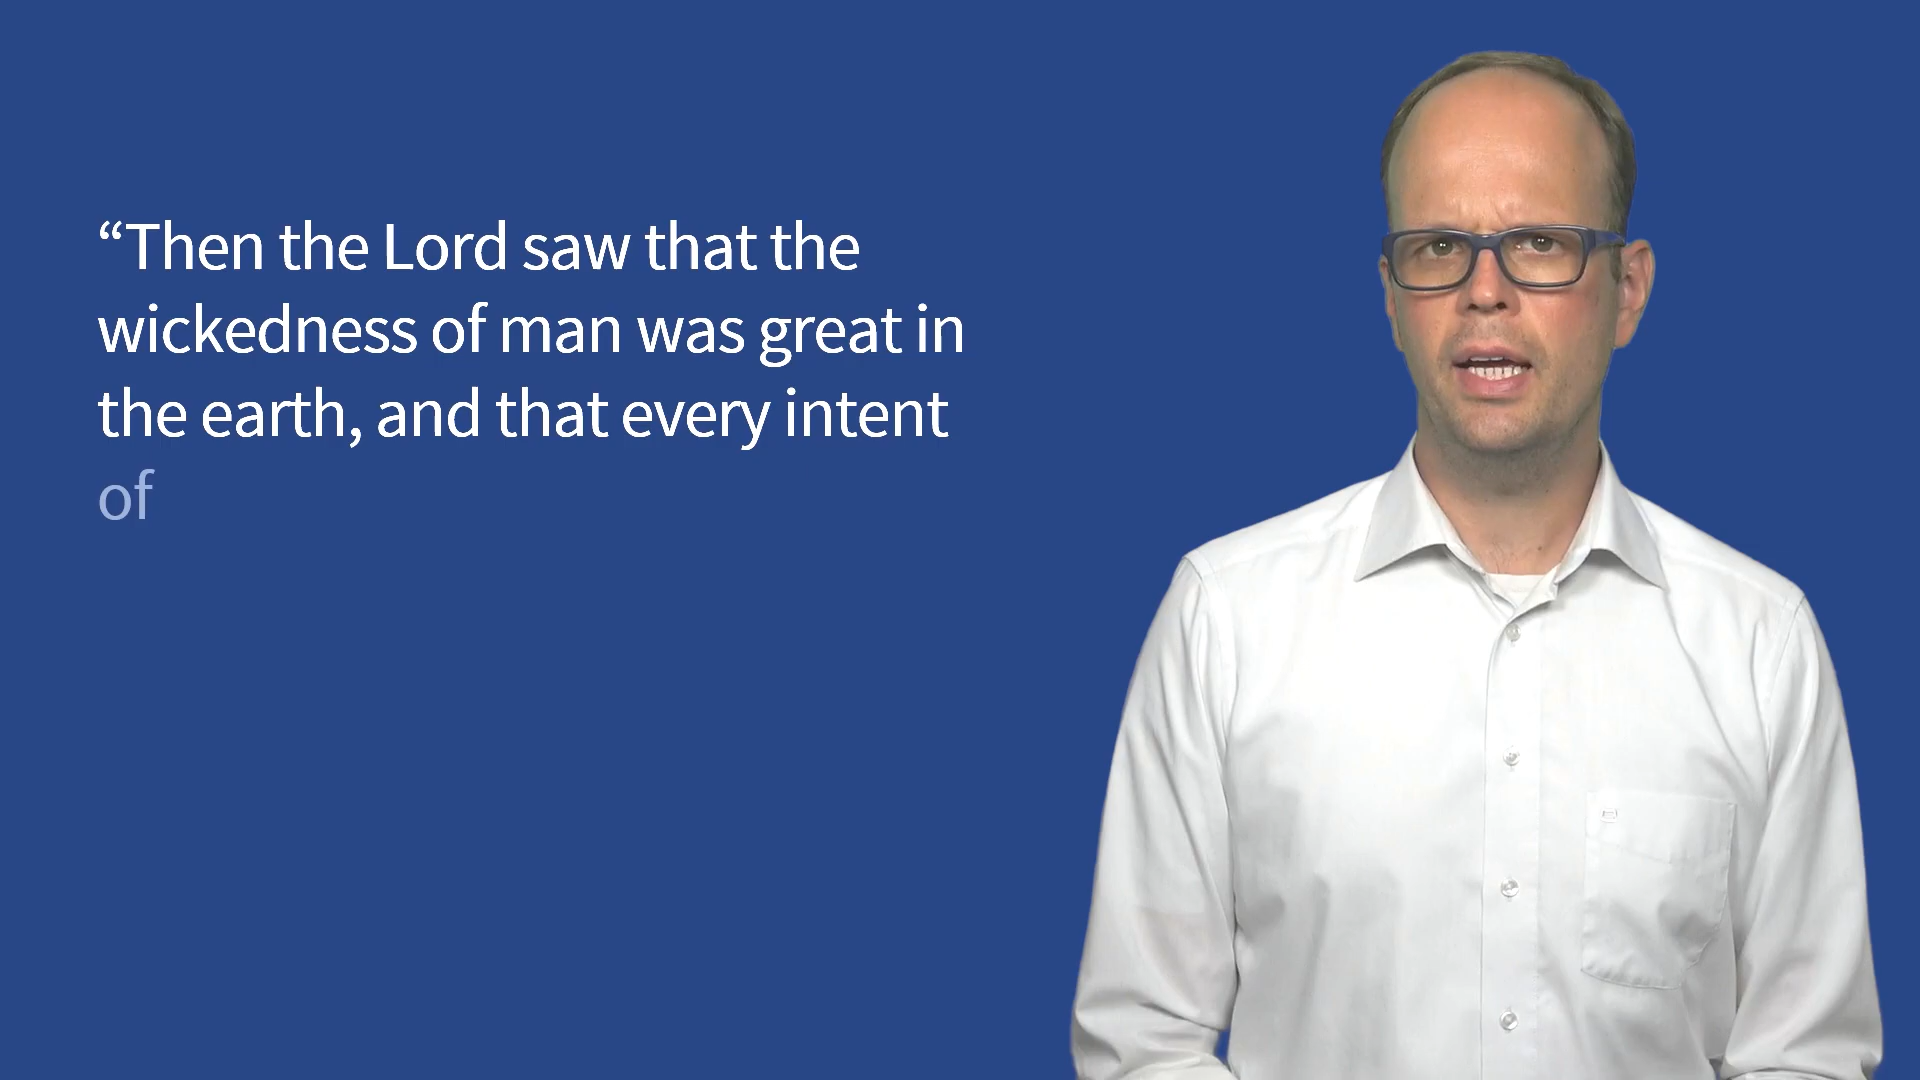 “Then the Lord saw that the
wickedness of man was great in
the earth, and that every intent
of